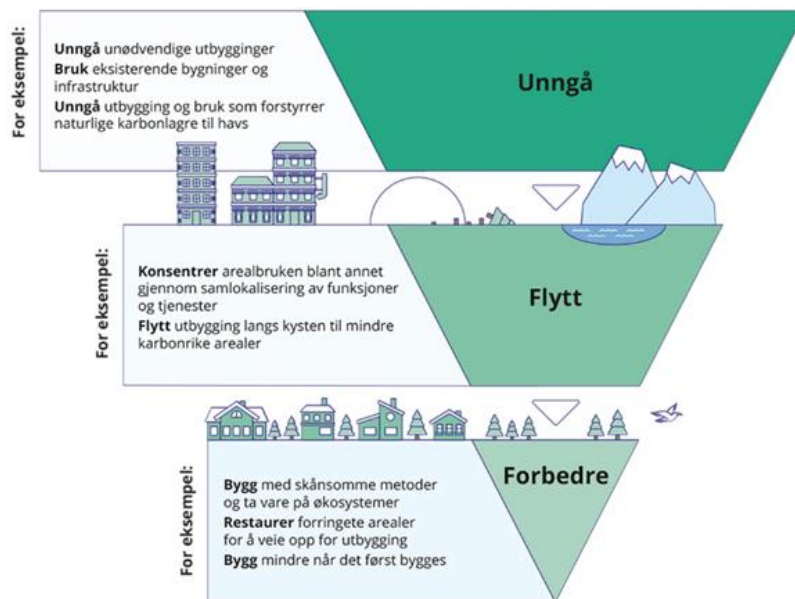 For eksempel:
Unngå unødvendige utbygginger
Bruk eksisterende bygninger og
infrastruktur
Unngå utbygging og bruk som forstyrrer
naturlige karbonlagre til havs
Unngå
For eksempel:
Konsentrer arealbruken blant annet
gjennom samlokalisering av funksjoner
og tjenester
Flytt utbygging langs kysten til mindre
karbonrike arealer
Flytt
For eksempel:
Bygg med skånsomme metoder
og ta vare på økosystemer
Restaurer forringete arealer
for å veie opp for utbygging
Bygg mindre når det først bygges
Forbedre